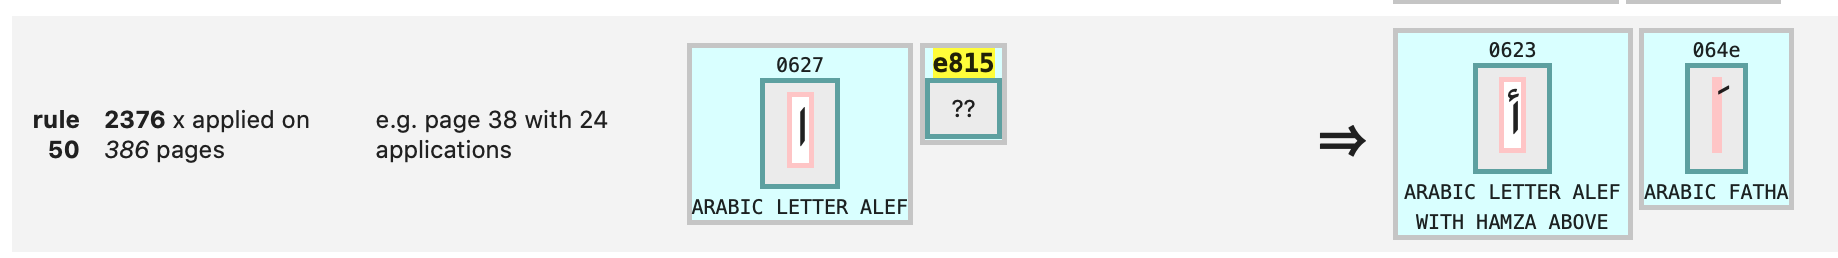 rule 50
2376 x applied on 386 pages
e.g. page 38 with 24 applications
0627
ا
ARABIC LETTER ALEF
e815
??
⇒
0623
أ
ARABIC LETTER ALEF
WITH HAMZA ABOVE
064e
َ
ARABIC FATHA